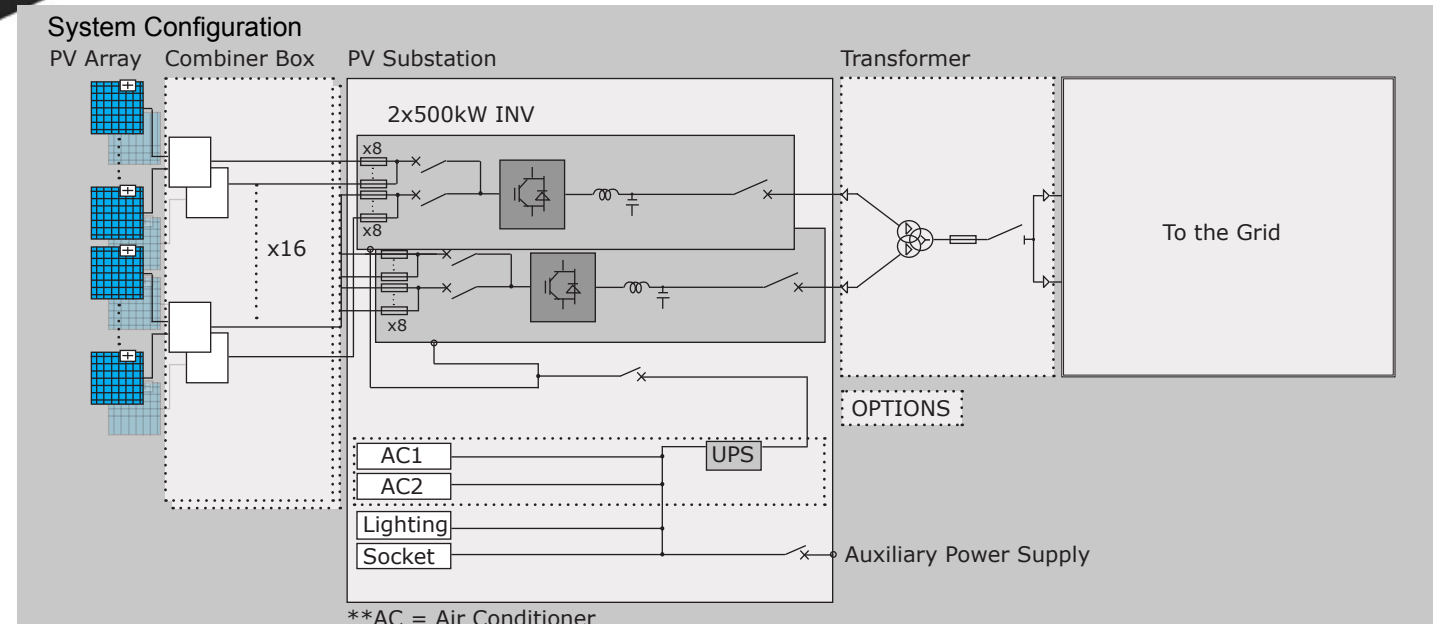 System Configuration
PV Array
Combiner Box
PV Substation
Transformer
2x500kW INV
x8
x8
x16
x8
To the Grid
OPTIONS
AC1
UPS
AC2
Lighting
Socket
Auxiliary Power Supply
**AC = Air Conditioner